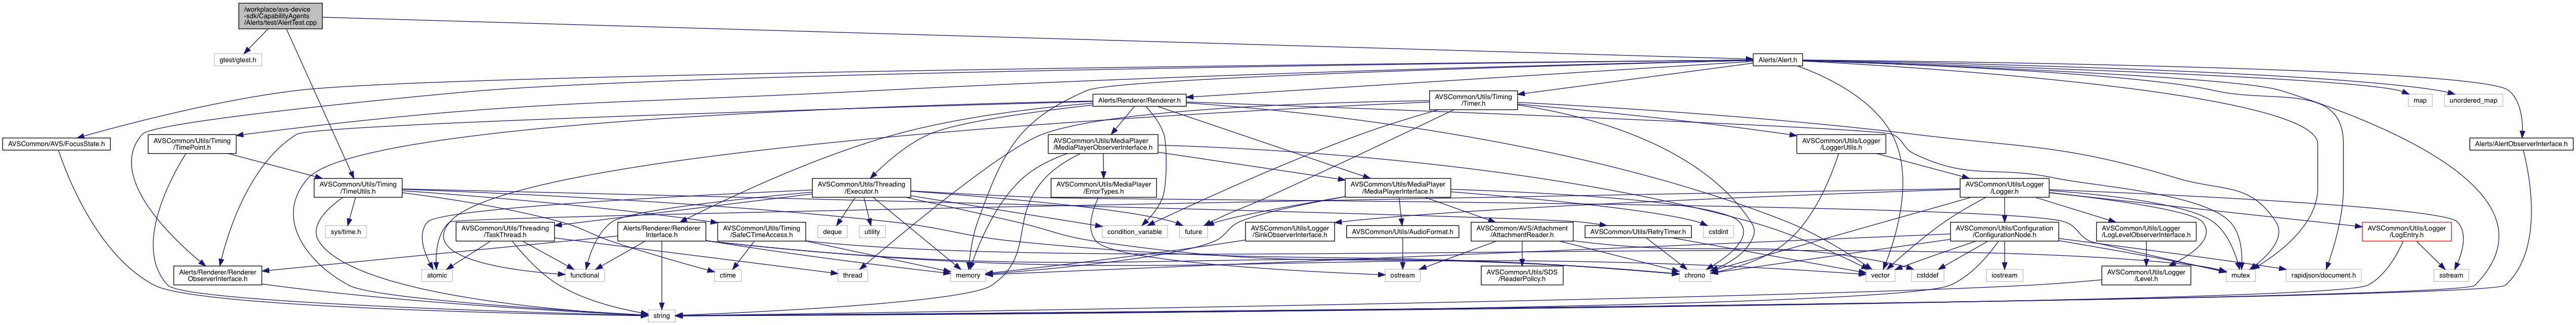 /workplace/avs-device
-sdk/CapabilityAgents
/Alerts/test/AlertTest.cpp
gtest/gtest.h
Alerts/Alert.h
Alerts/Renderer/Renderer.h
AVSCommon/Utils/Timing
/Timer.h
map
unordered_map
AVSCommon/AVS/FocusState.h
AVSCommon/Utils/Timing
/TimePoint.h
AVSCommon/Utils/MediaPlayer
/MediaPlayerObserverInterface.h
AVSCommon/Utils/Logger
/LoggerUtils.h
Alerts/AlertObserverInterface.h
AVSCommon/Utils/Timing
/TimeUtils.h
AVSCommon/Utils/Threading
/Executor.h
AVSCommon/Utils/MediaPlayer
/ErrorTypes.h
AVSCommon/Utils/MediaPlayer
/MediaPlayerInterface.h
AVSCommon/Utils/Logger
/Logger.h
sys/time.h
AVSCommon/Utils/Threading
/TaskThread.h
Alerts/Renderer/Renderer
Interface.h
AVSCommon/Utils/Timing
/SafeCTimeAccess.h
deque
utility
condition_variable
future
AVSCommon/Utils/Logger
/SinkObserverInterface.h
AVSCommon/Utils/AudioFormat.h
AVSCommon/AVS/Attachment
/AttachmentReader.h
AVSCommon/Utils/RetryTimer.h
cstdint
AVSCommon/Utils/Configuration
/ConfigurationNode.h
AVSCommon/Utils/Logger
/LogLevelObserverInterface.h
AVSCommon/Utils/Logger
/LogEntry.h
Alerts/Renderer/Renderer
ObserverInterface.h
atomic
functional
ctime
thread
memory
ostream
AVSCommon/Utils/SDS
/ReaderPolicy.h
chrono
vector
cstddef
iostream
AVSCommon/Utils/Logger
/Level.h
mutex
rapidjson/document.h
sstream
string